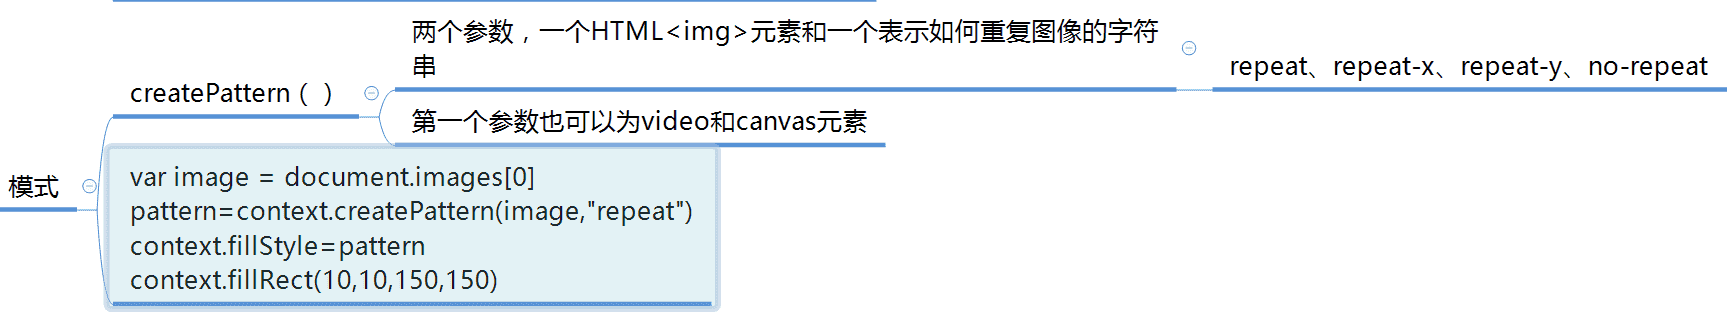 模式
createPattern（ ）
两个参数，一个HTML<img>元素和一个表示如何重复图像的字符
串
repeat、repeat-x、repeat-y、no-repeat
第一个参数也可以为video和canvas元素
var image = document.images[0]
pattern=context.createPattern(image,"repeat")
context.fillStyle=pattern
context.fillRect(10,10,150,150)